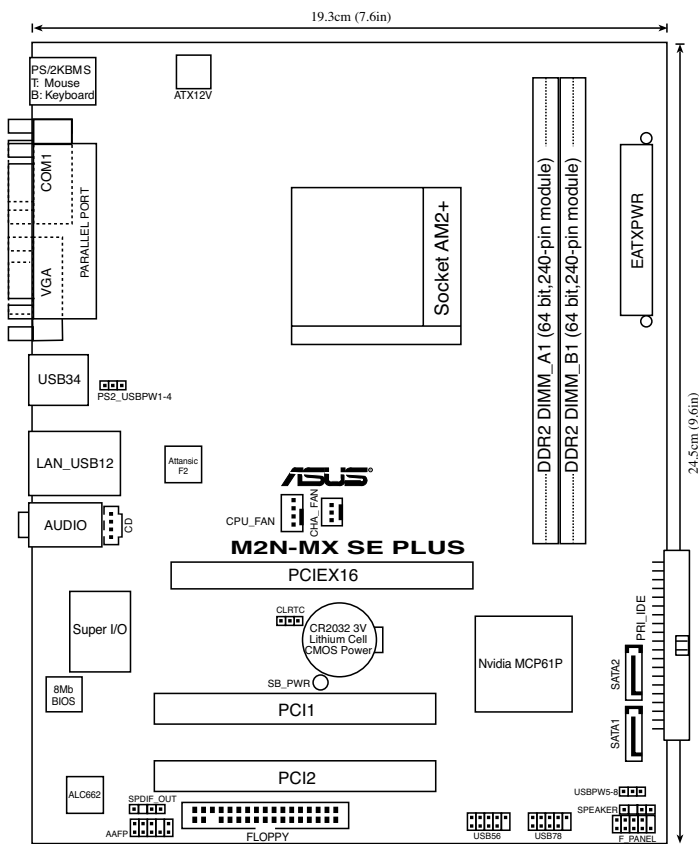 19.3cm (7.6in)
PS/2KBMS
T: Mouse
B: Keyboard
ATX12V
COM1
PARALLEL PORT
VGA
Socket AM2+
DDR2 DIMM_A1 (64 bit,240-pin module)
DDR2 DIMM_B1 (64 bit,240-pin module)
EATXPWR
24.5cm (9.6in)
USB34
PS2_USBPW1-4
LAN_USB12
Attansic
F2
ASUS
AUDIO
CD
CPU_FAN
CHA_FAN
M2N-MX SE PLUS
PCIEX16
Super I/O
CLRTC
CR2032 3V
Lithium Cell
CMOS Power
Nvidia MCP61P
PRI_IDE
SATA2
8Mb
BIOS
SB_PWR
PCI1
SATA1
PCI2
ALC662
SPDIF_OUT
USBPW5-8
SPEAKER
AAFP
FLOPPY
USB56
USB78
F_PANEL